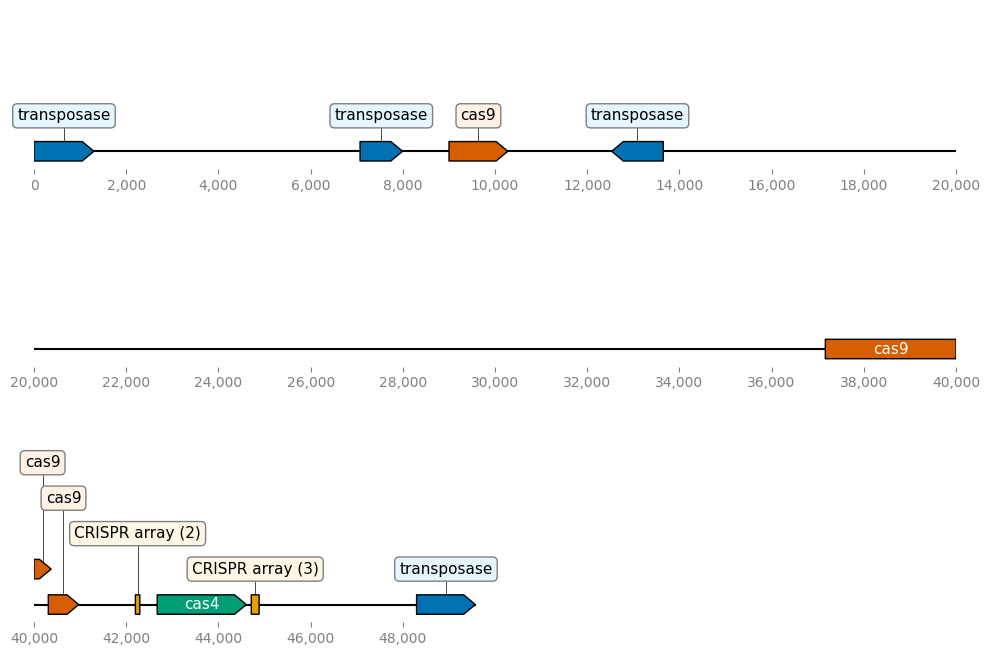 transposase transposase cas9 transposase
0 2,000 4,000 6,000 8,000 10,000 12,000 14,000 16,000 18,000 20,000
cas9
20,000 22,000 24,000 26,000 28,000 30,000 32,000 34,000 36,000 38,000 40,000
cas9
cas9
CRISPR array (2)
CRISPR array (3) transposase
cas4
40,000 42,000 44,000 46,000 48,000